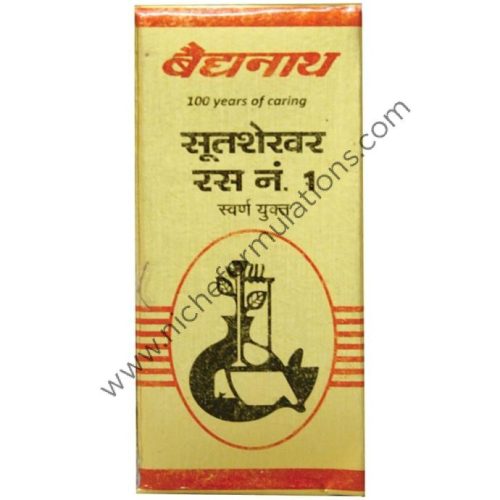 बैद्यनाथ
100 years of caring
सूतशेखर
रस नं. 1
स्वर्ण युक्त
www.nicheformulations.com